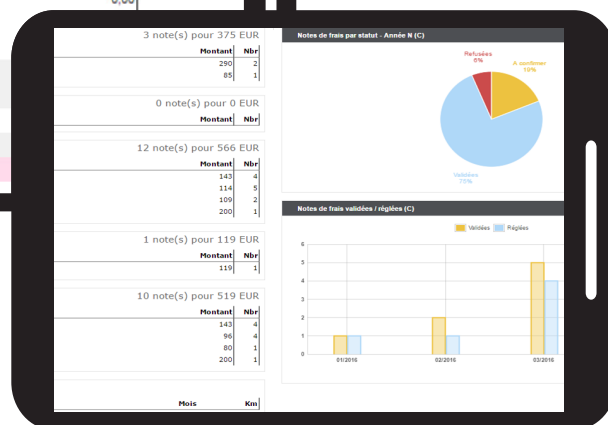 0,00
3 note(s) pour 375 EUR
Montant Nbr
290 2
85 1
0 note(s) pour 0 EUR
Montant Nbr
12 note(s) pour 566 EUR
Montant Nbr
143 4
114 5
109 2
200 1
1 note(s) pour 119 EUR
Montant Nbr
119 1
10 note(s) pour 519 EUR
Montant Nbr
143 4
96 4
80 1
200 1
Mois Km
Notes de frais par statut - Année N (C)
Refusées
6%
A confirmer
19%
Validées
75%
Notes de frais validées / réglées (C)
Validées Réglées
6
5
4
3
2
1
0
01/2016 02/2016 03/2016